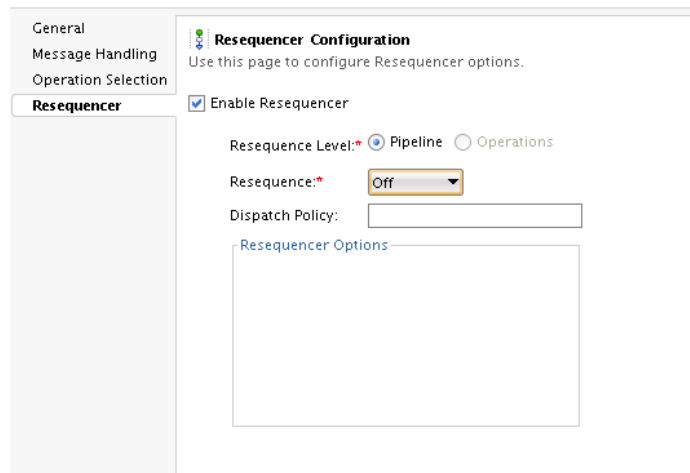 General
Message Handling
Operation Selection
Resequencer
Resequencer Configuration
Use this page to configure Resequencer options.
Enable Resequencer
Resequence Level:* Pipeline Operations
Resequence:* Off
Dispatch Policy:
Resequencer Options